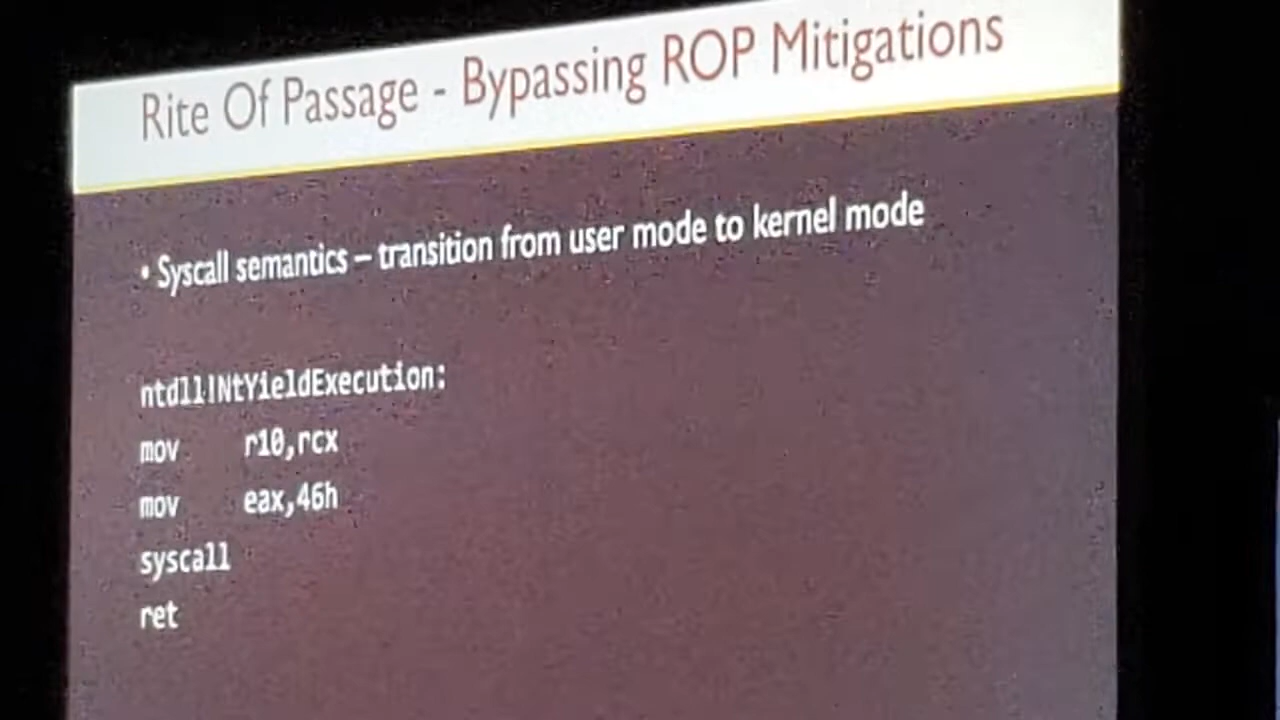 Rite Of Passage - Bypassing ROP Mitigations
• Syscall semantics – transition from user mode to kernel mode
ntdll!NtYieldExecution:
mov r10,rcx
mov eax,46h
syscall
ret